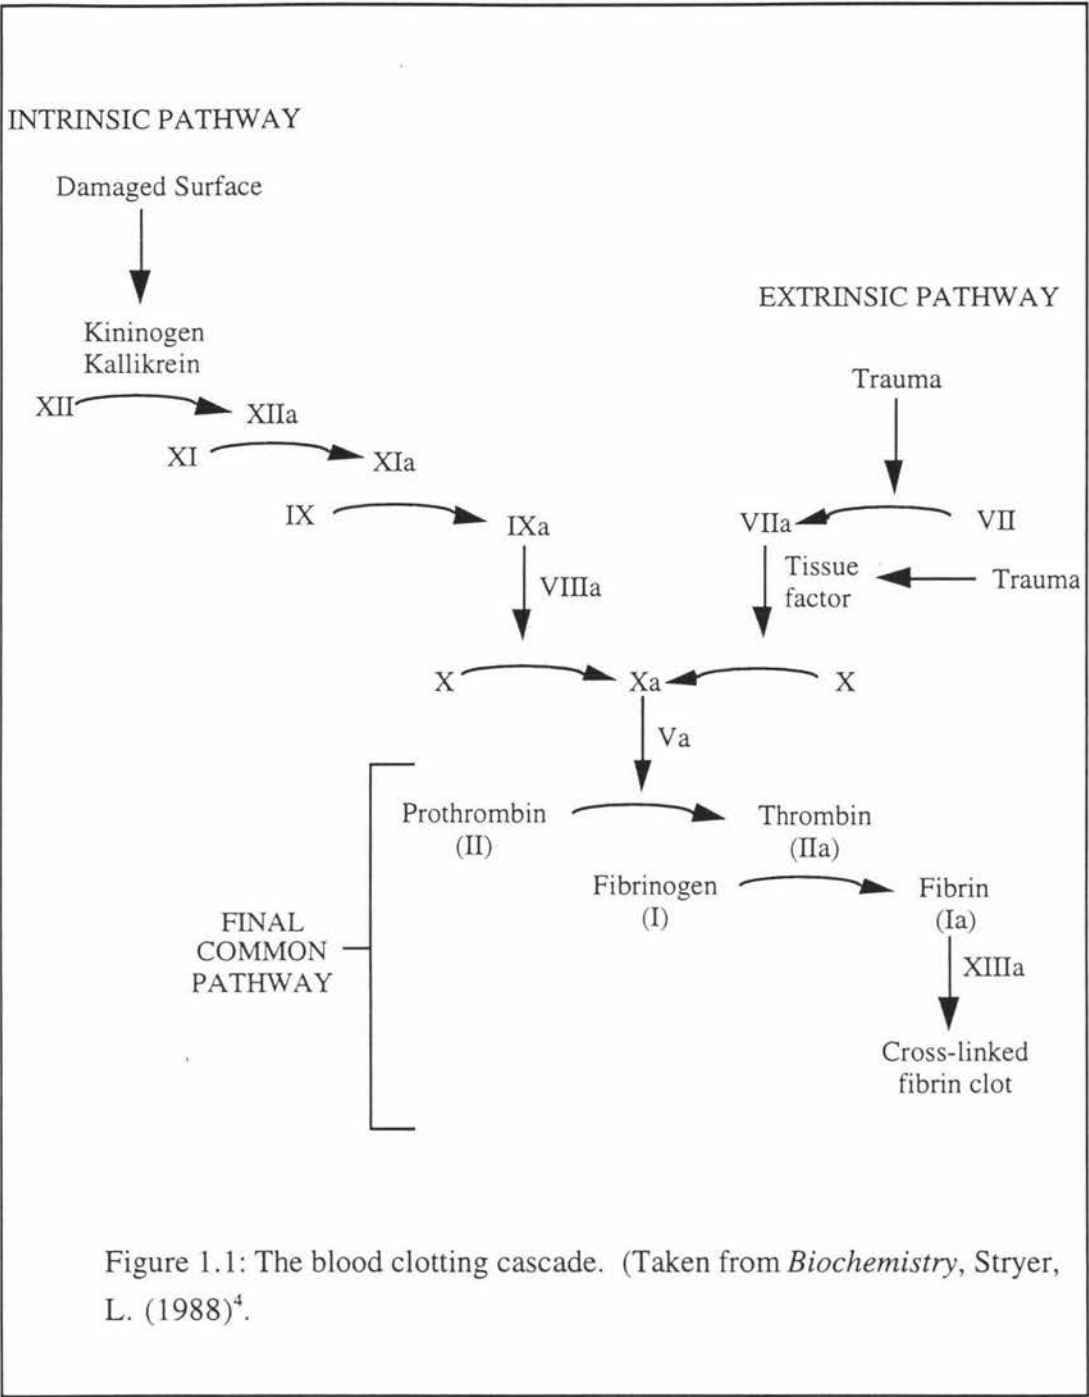 INTRINSIC PATHWAY
Damaged Surface
Kininogen
Kallikrein
XII
XIIa
XI
XIa
IX
IXa
VIIIa
EXTRINSIC PATHWAY
Trauma
VIIa
VII
Tissue
factor
Trauma
X
Xa
X
Va
Prothrombin
(II)
Thrombin
(IIa)
Fibrinogen
(I)
Fibrin
(Ia)
XIIIa
Cross-linked
fibrin clot
FINAL
COMMON
PATHWAY
Figure 1.1: The blood clotting cascade. (Taken from Biochemistry, Stryer,
L. (1988)⁴.